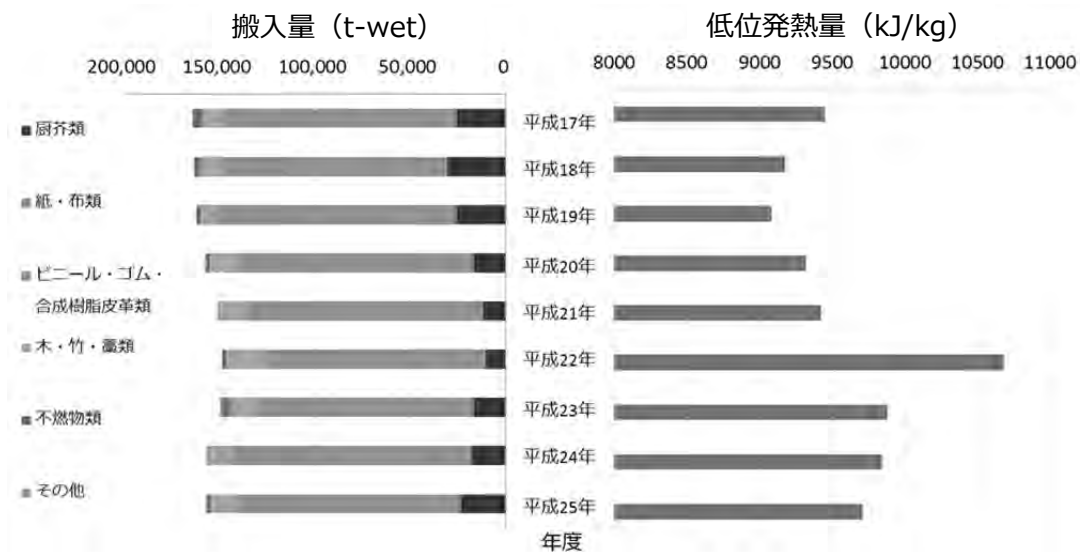 搬入量（t-wet）
低位発熱量（kJ/kg）
200,000 150,000 100,000 50,000 0
8000 8500 9000 9500 10000 10500 11000
厨芥類
紙・布類
ビニール・ゴム・
合成樹脂皮革類
木・竹・藁類
不燃物類
その他
平成17年
平成18年
平成19年
平成20年
平成21年
平成22年
平成23年
平成24年
平成25年
年度